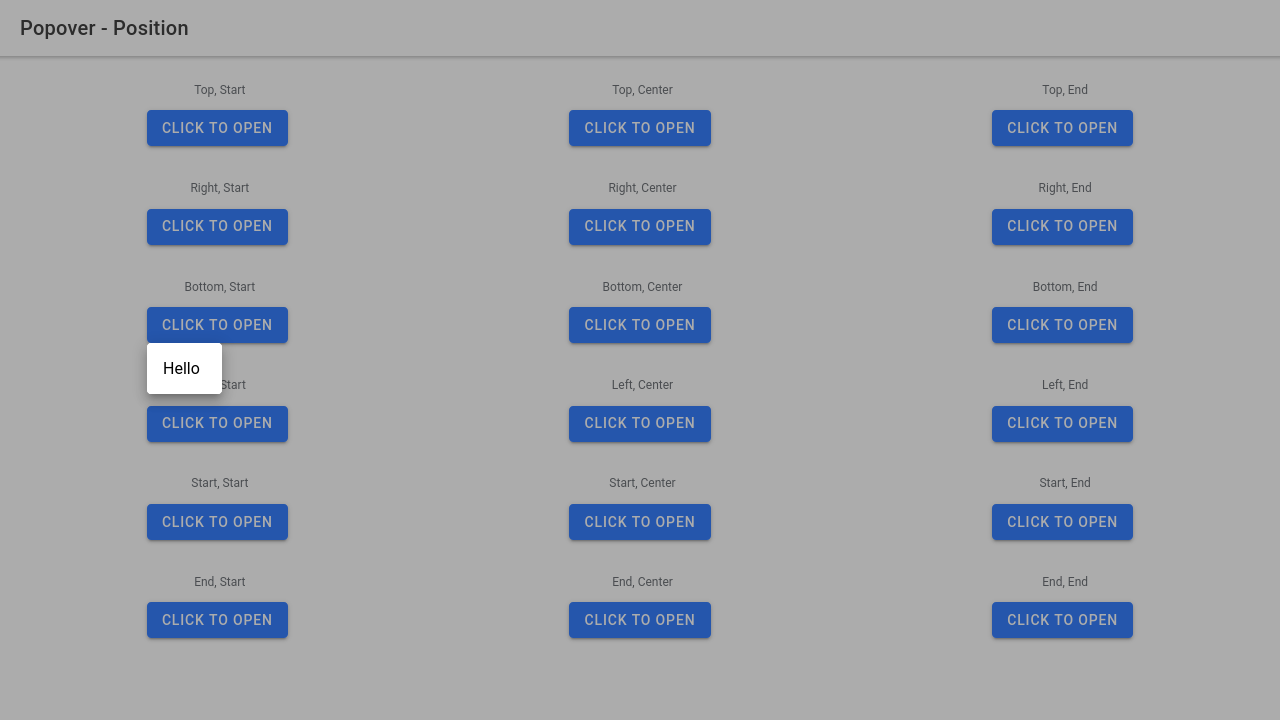 Popover - Position
Top, Start
Top, Center
Top, End
CLICK TO OPEN
CLICK TO OPEN
CLICK TO OPEN
Right, Start
Right, Center
Right, End
CLICK TO OPEN
CLICK TO OPEN
CLICK TO OPEN
Bottom, Start
Bottom, Center
Bottom, End
CLICK TO OPEN
CLICK TO OPEN
CLICK TO OPEN
Hello
Start
Left, Center
Left, End
CLICK TO OPEN
CLICK TO OPEN
CLICK TO OPEN
Start, Start
Start, Center
Start, End
CLICK TO OPEN
CLICK TO OPEN
CLICK TO OPEN
End, Start
End, Center
End, End
CLICK TO OPEN
CLICK TO OPEN
CLICK TO OPEN